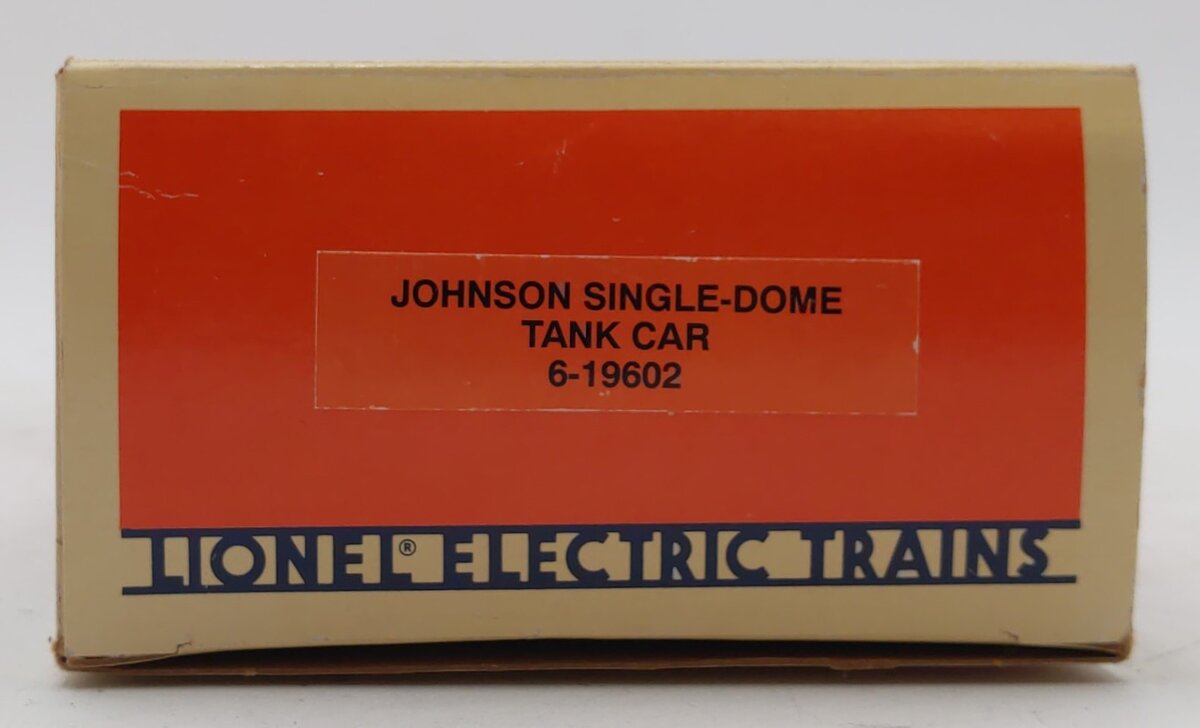 JOHNSON SINGLE-DOME
TANK CAR
6-19602
LIONEL® ELECTRIC TRAINS